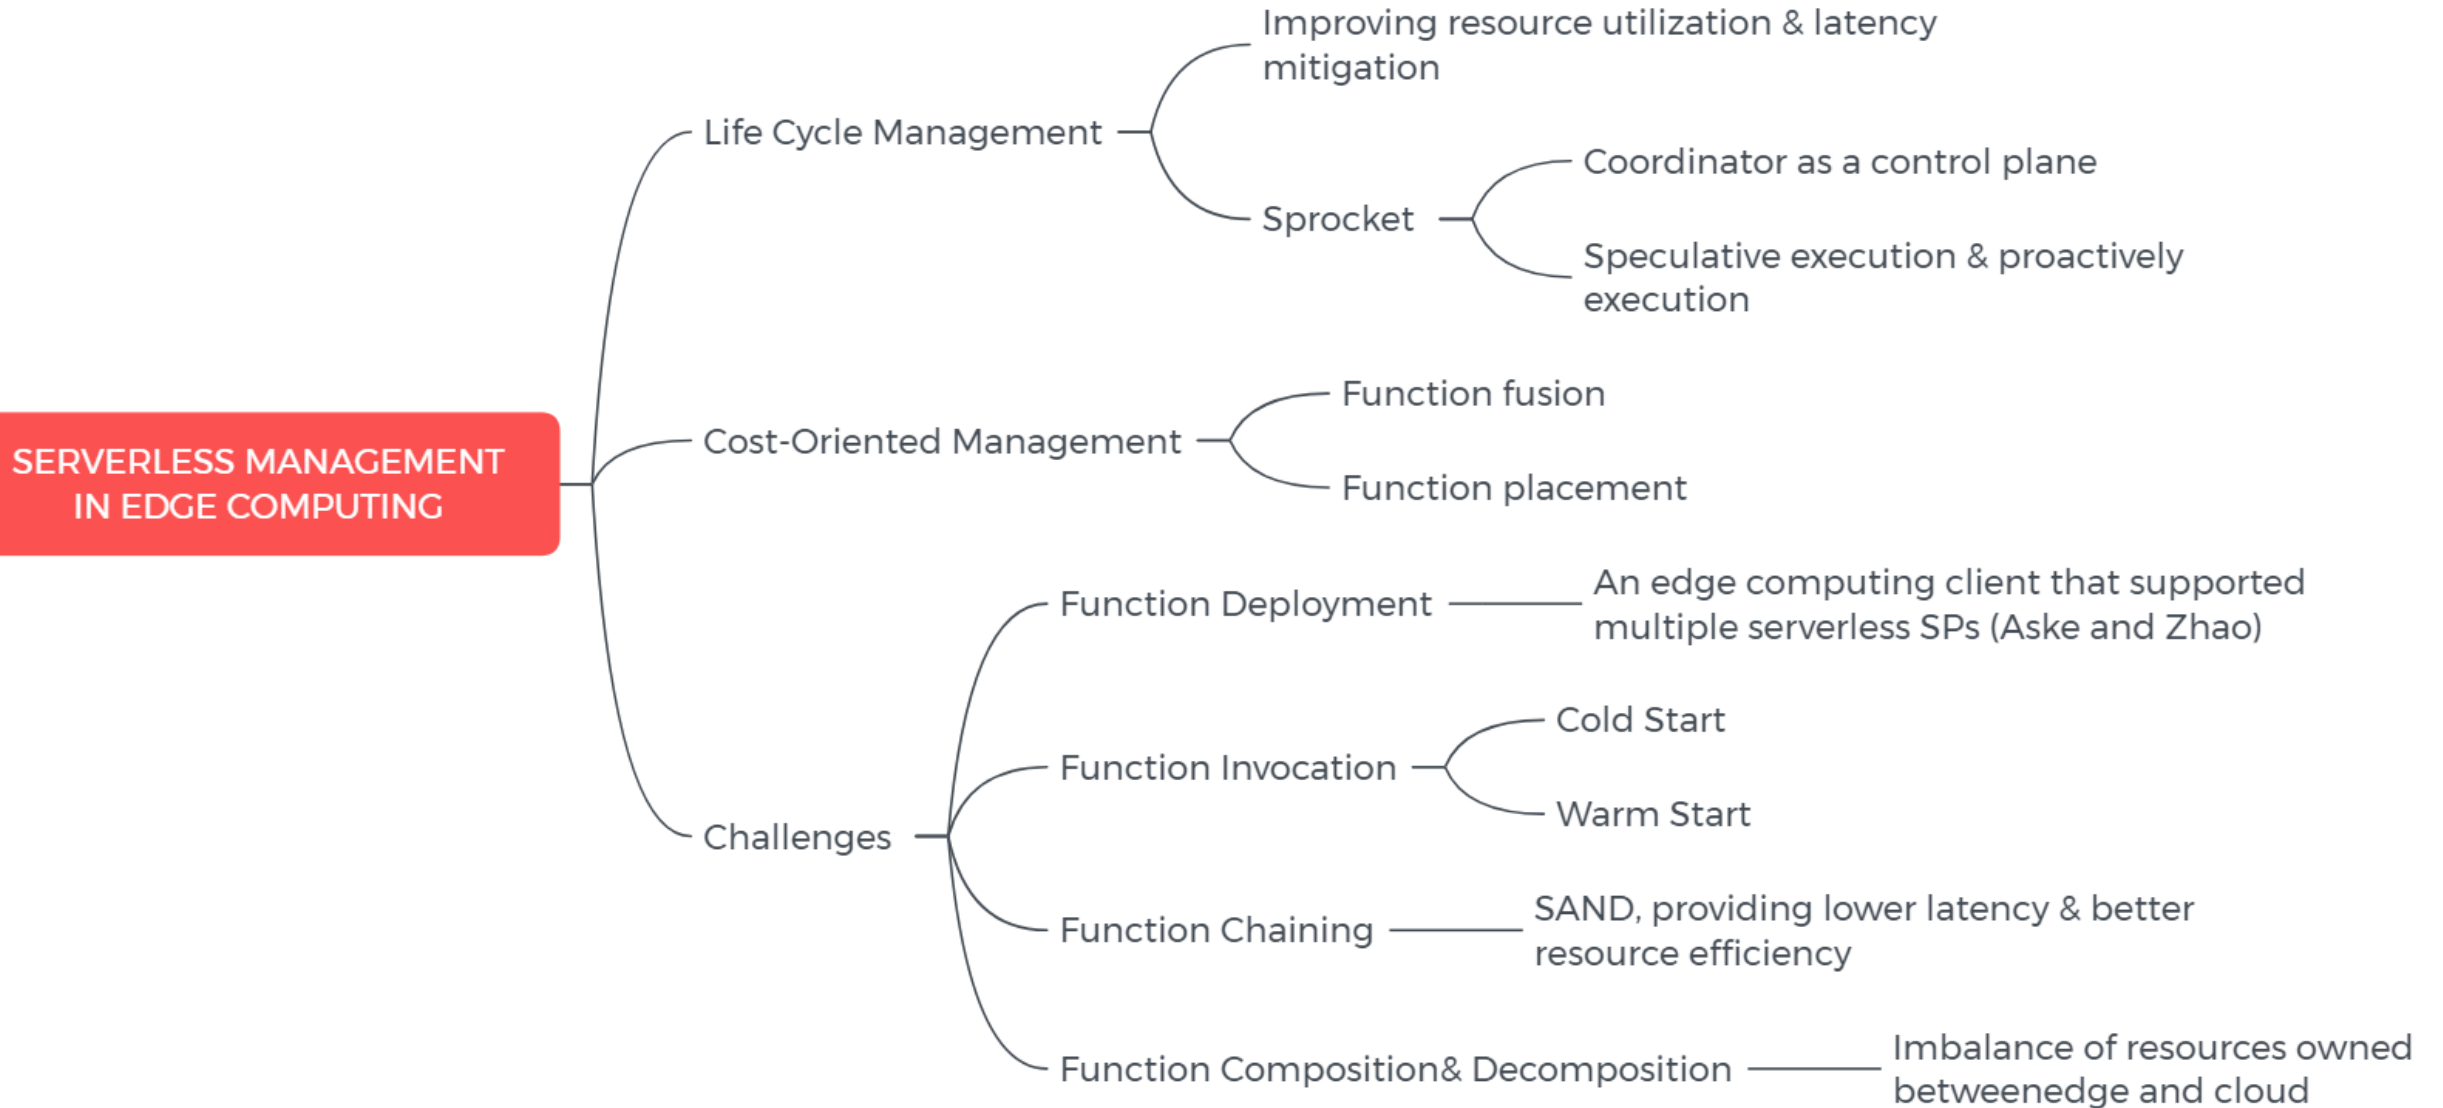 Improving resource utilization & latency
mitigation
Life Cycle Management
Coordinator as a control plane
Sprocket
Speculative execution & proactively
execution
Function fusion
Cost-Oriented Management
Function placement
SERVERLESS MANAGEMENT
IN EDGE COMPUTING
An edge computing client that supported
multiple serverless SPs (Aske and Zhao)
Function Deployment
Cold Start
Function Invocation
Warm Start
Challenges
SAND, providing lower latency & better
resource efficiency
Function Chaining
Imbalance of resources owned
betweenedge and cloud
Function Composition& Decomposition